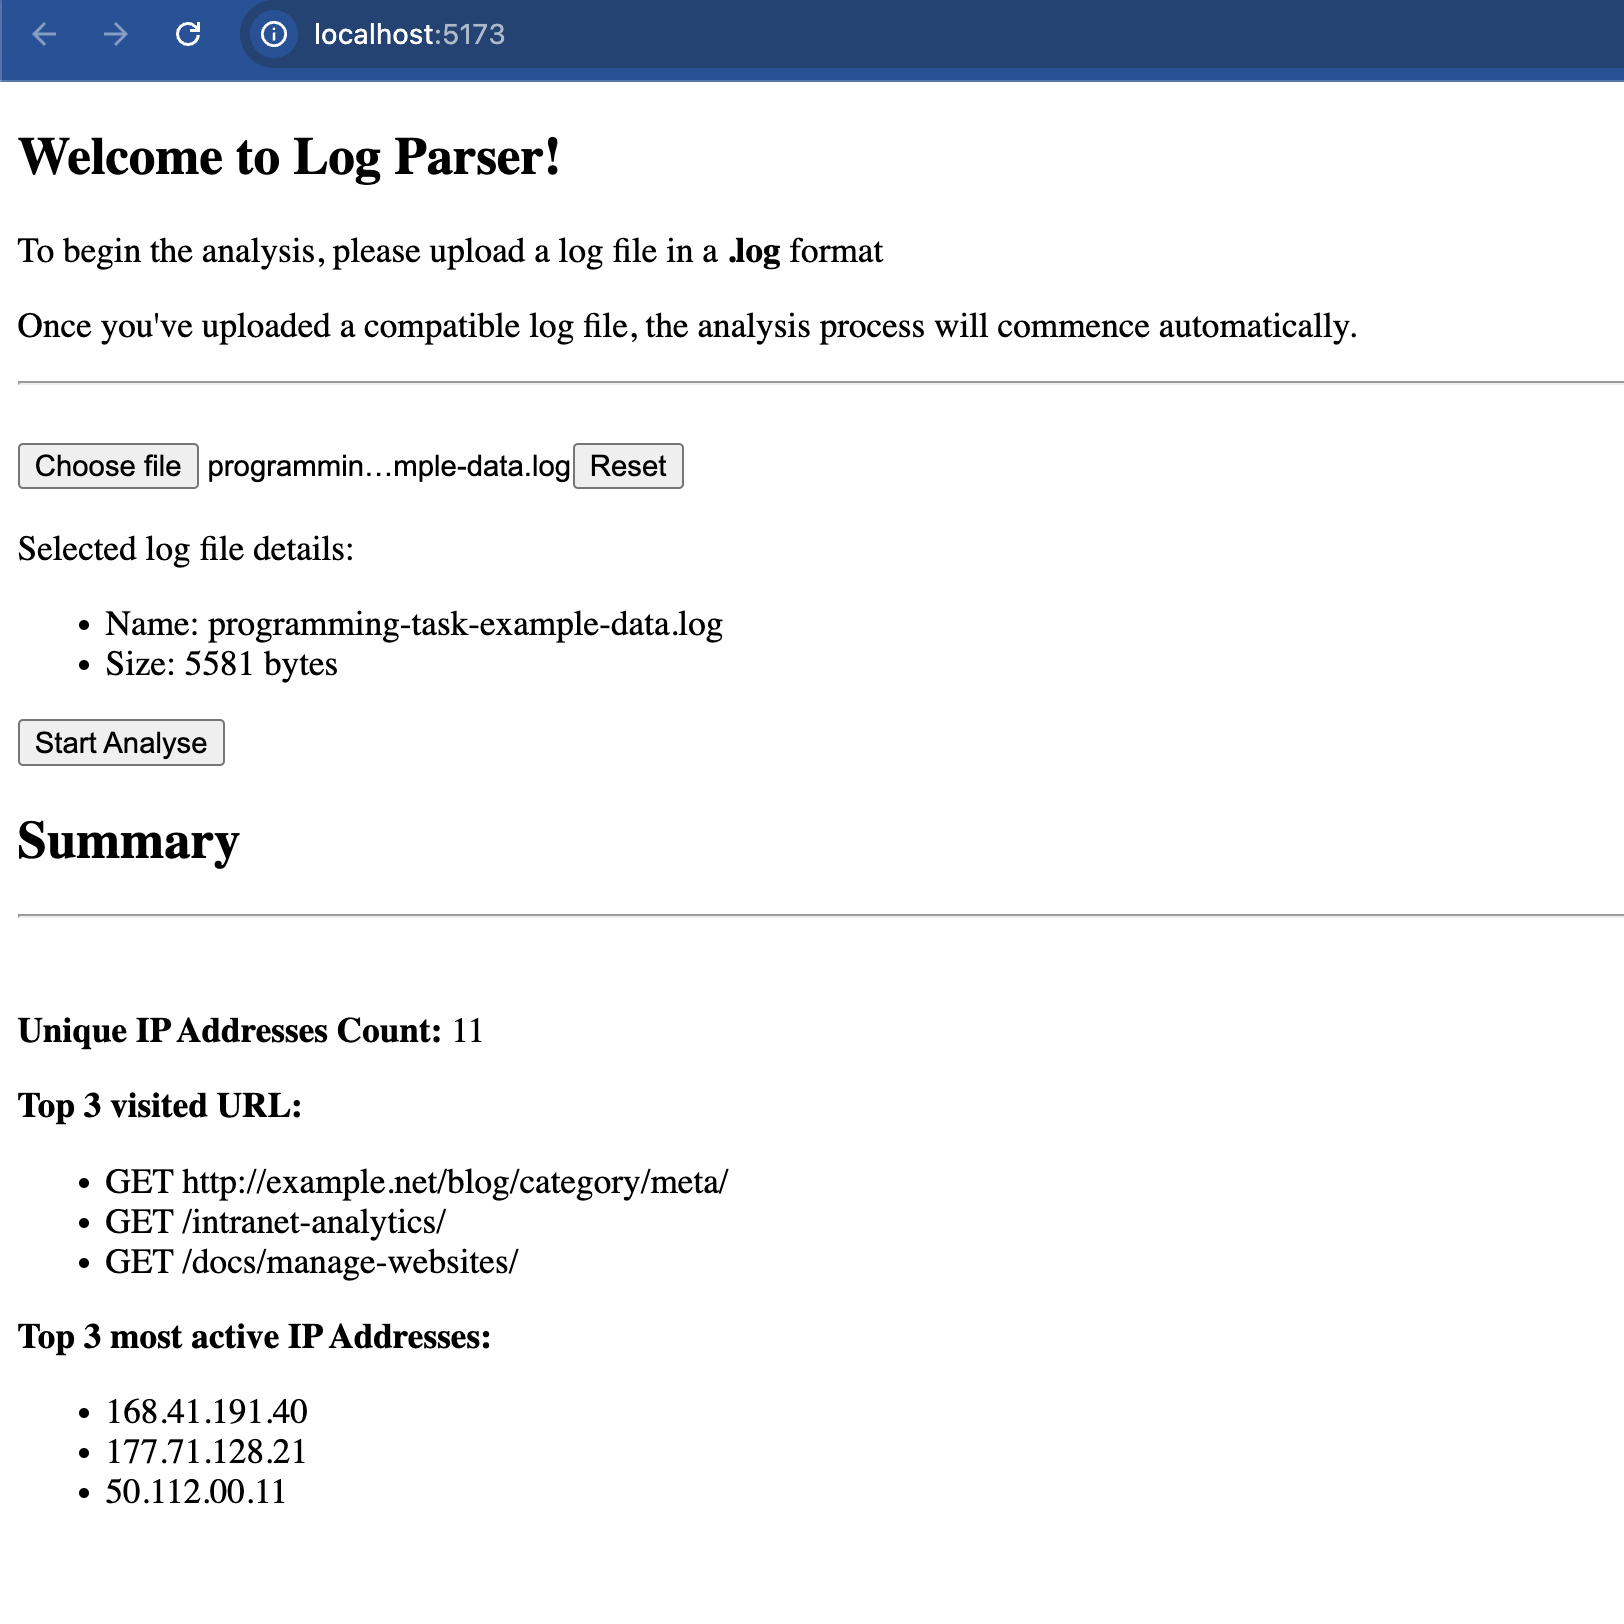 localhost:5173
Welcome to Log Parser!
To begin the analysis, please upload a log file in a .log format
Once you've uploaded a compatible log file, the analysis process will commence automatically.
Choose file programmin…mple-data.log Reset
Selected log file details:
• Name: programming-task-example-data.log
• Size: 5581 bytes
Start Analyse
Summary
Unique IP Addresses Count: 11
Top 3 visited URL:
• GET http://example.net/blog/category/meta/
• GET /intranet-analytics/
• GET /docs/manage-websites/
Top 3 most active IP Addresses:
• 168.41.191.40
• 177.71.128.21
• 50.112.00.11